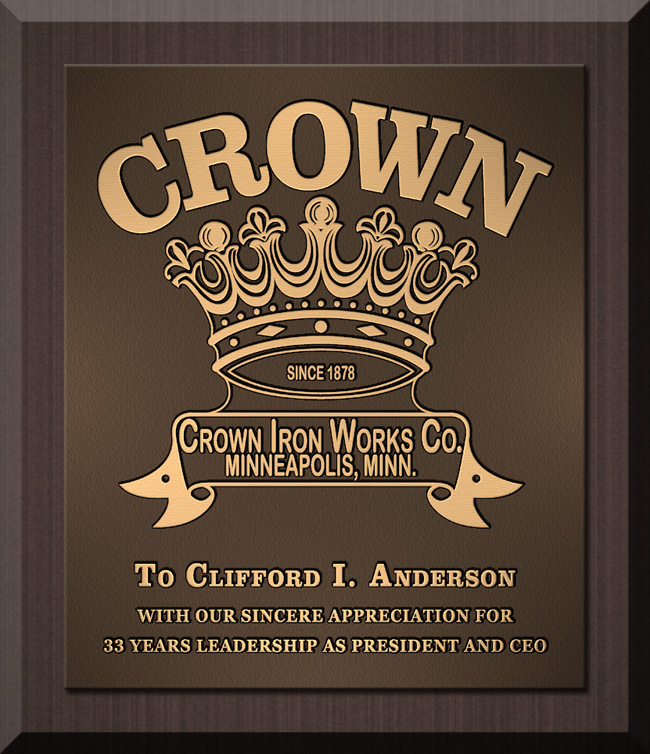 CROWN
SINCE 1878
CROWN IRON WORKS CO.
MINNEAPOLIS, MINN.
TO CLIFFORD I. ANDERSON
WITH OUR SINCERE APPRECIATION FOR
33 YEARS LEADERSHIP AS PRESIDENT AND CEO